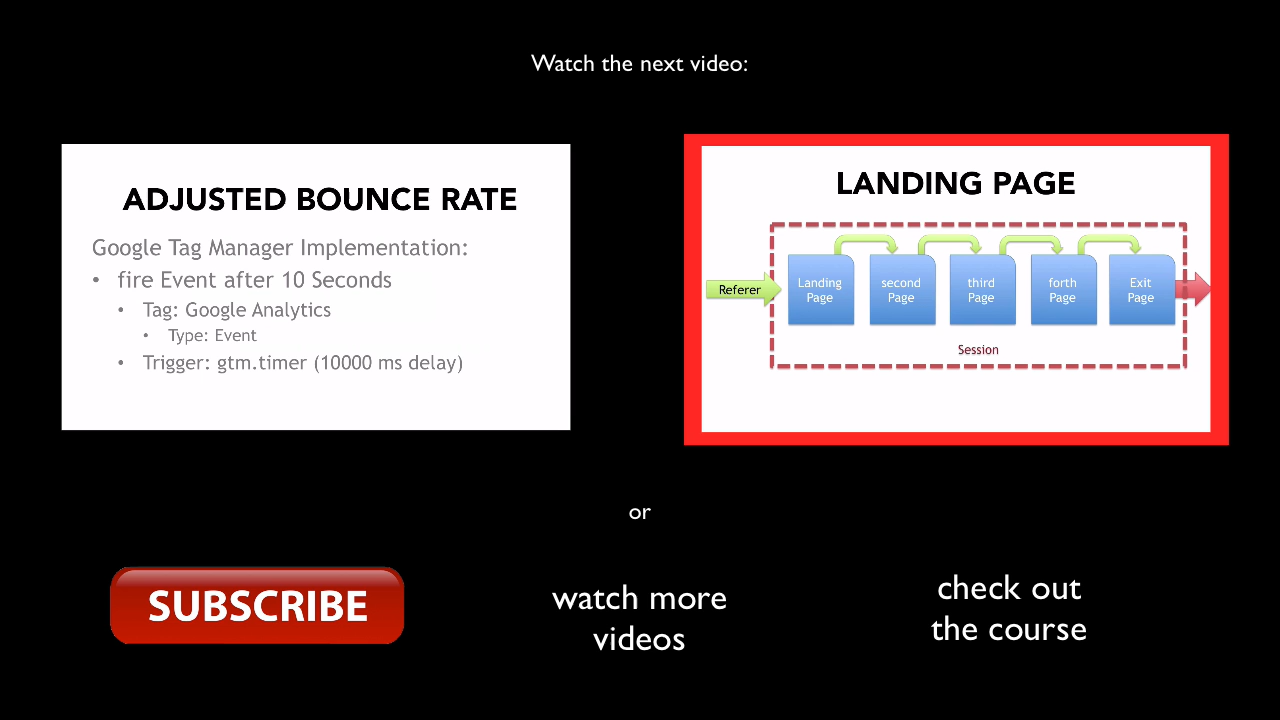 Watch the next video:
ADJUSTED BOUNCE RATE
Google Tag Manager Implementation:
• fire Event after 10 Seconds
• Tag: Google Analytics
• Type: Event
• Trigger: gtm.timer (10000 ms delay)
LANDING PAGE
Referer
Landing
Page
second
Page
third
Page
forth
Page
Exit
Page
Session
or
SUBSCRIBE
watch more
videos
check out
the course